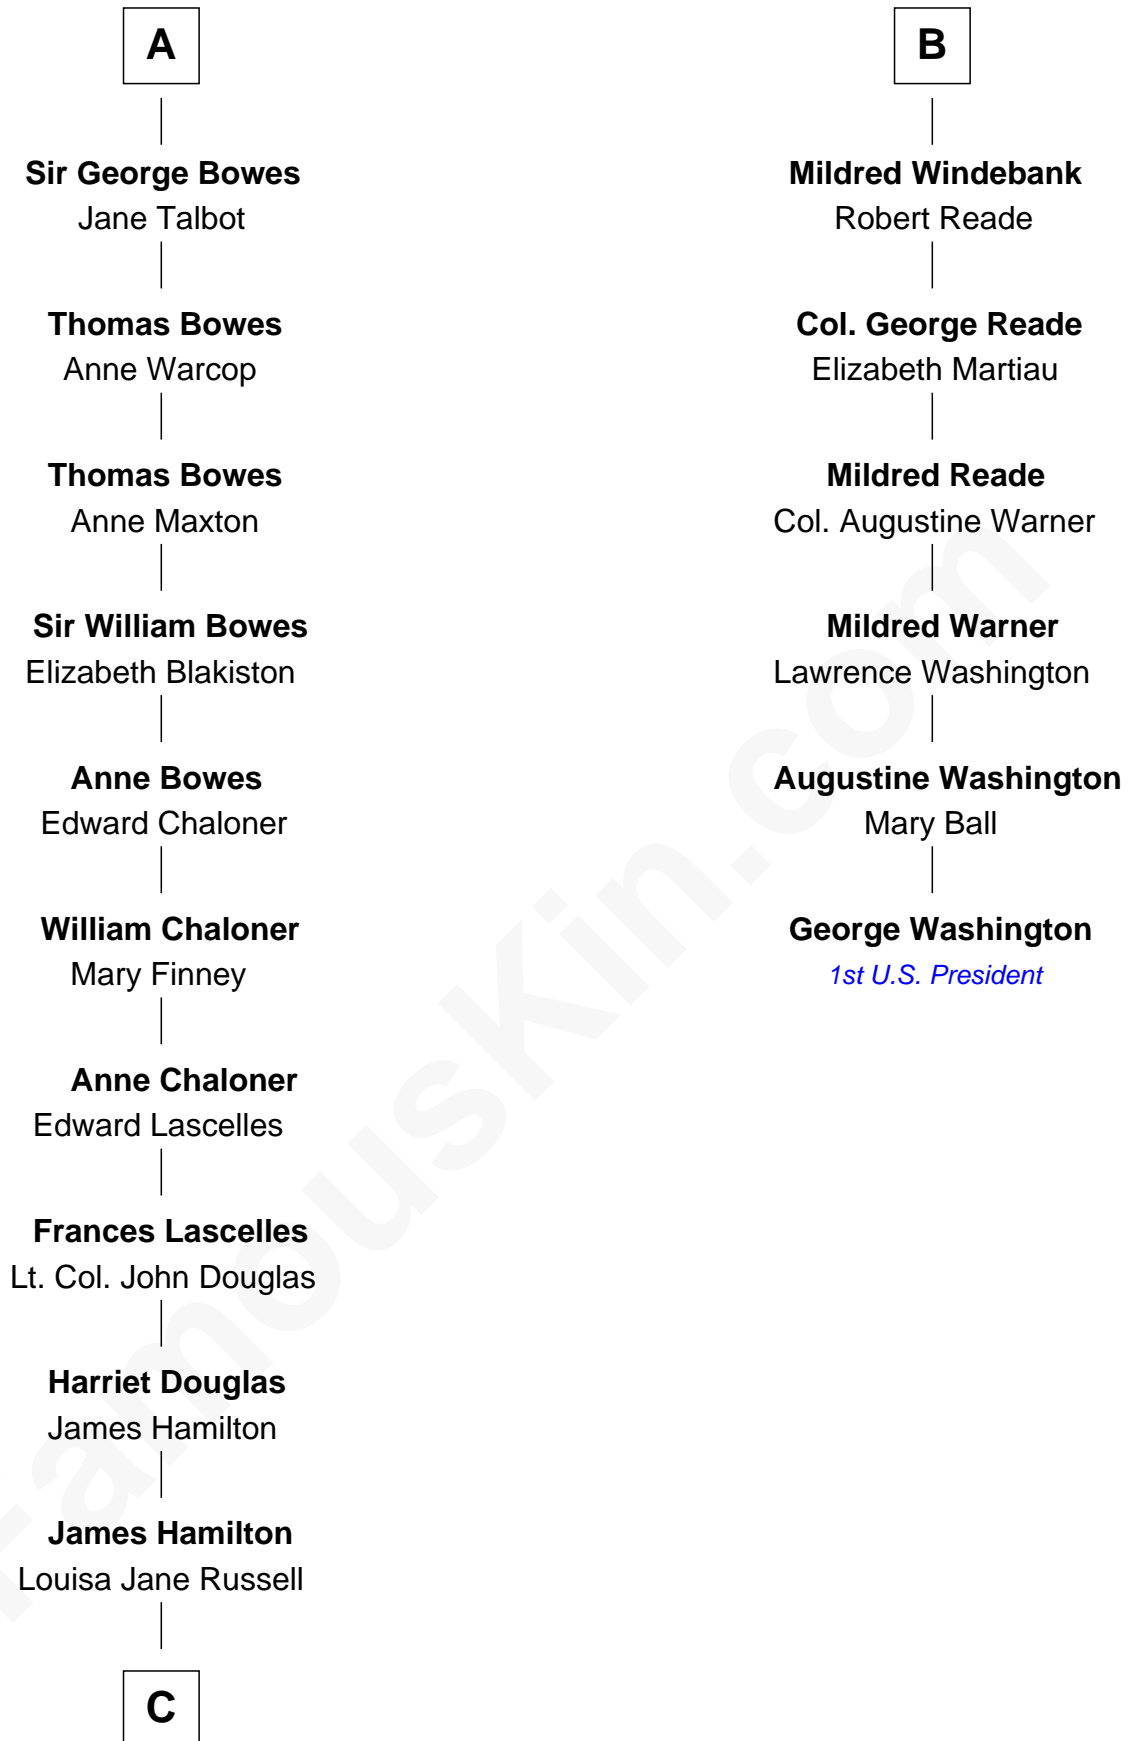 A
Sir George Bowes
Jane Talbot
Thomas Bowes
Anne Warcop
Thomas Bowes
Anne Maxton
Sir William Bowes
Elizabeth Blakiston
Anne Bowes
Edward Chaloner
William Chaloner
Mary Finney
Anne Chaloner
Edward Lascelles
Frances Lascelles
Lt. Col. John Douglas
Harriet Douglas
James Hamilton
James Hamilton
Louisa Jane Russell
C
B
Mildred Windebank
Robert Reade
Col. George Reade
Elizabeth Martiau
Mildred Reade
Col. Augustine Warner
Mildred Warner
Lawrence Washington
Augustine Washington
Mary Ball
George Washington
1st U.S. President
FamousKin.com